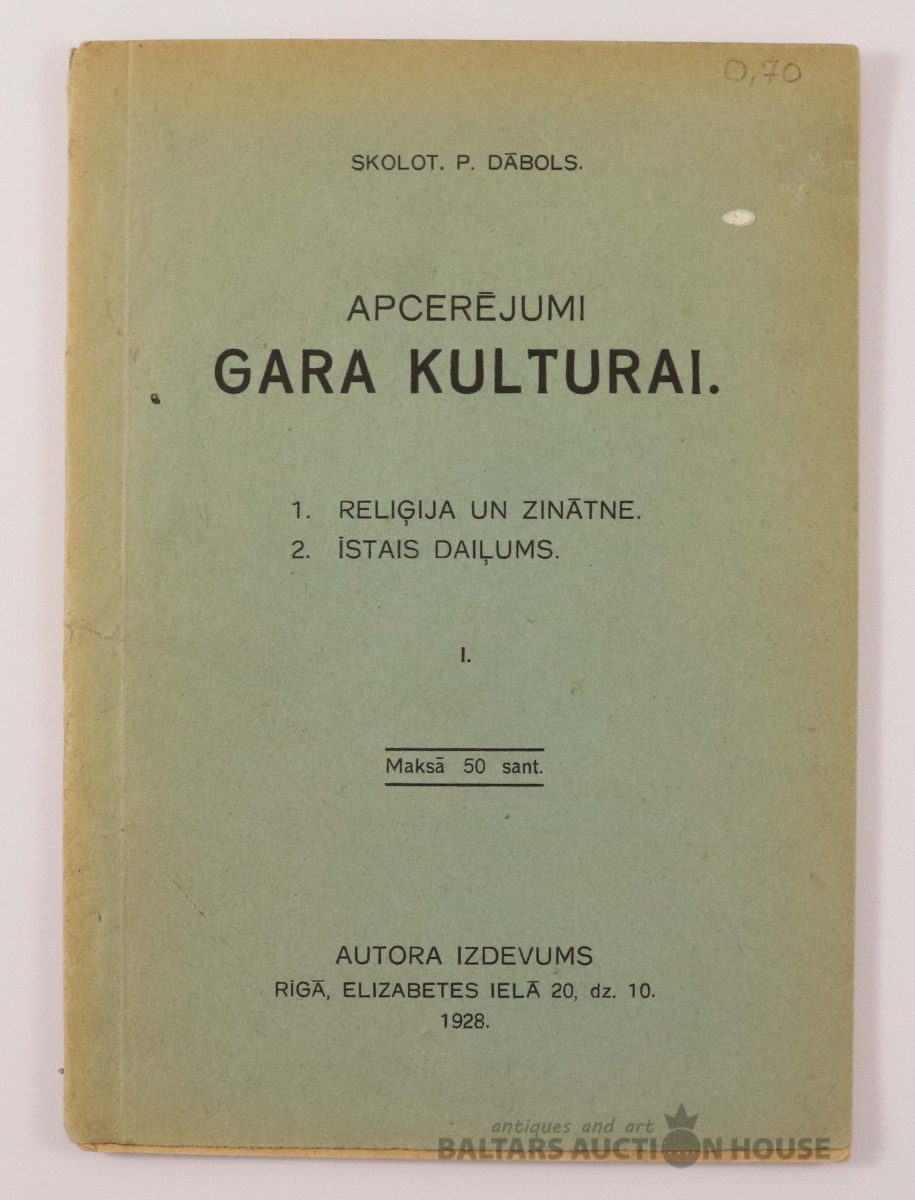 0,70
SKOLOT. P. DĀBOLS.
APCERĒJUMI
GARA KULTURAI.
1. RELIĢIJA UN ZINĀTNE.
2. ĪSTAIS DAIĻUMS.
I.
Maksā 50 sant.
AUTORA IZDEVUMS
RĪGĀ, ELIZABETES IELĀ 20, dz. 10.
1928.
antiques and art
BALTARS AUCTION HOUSE